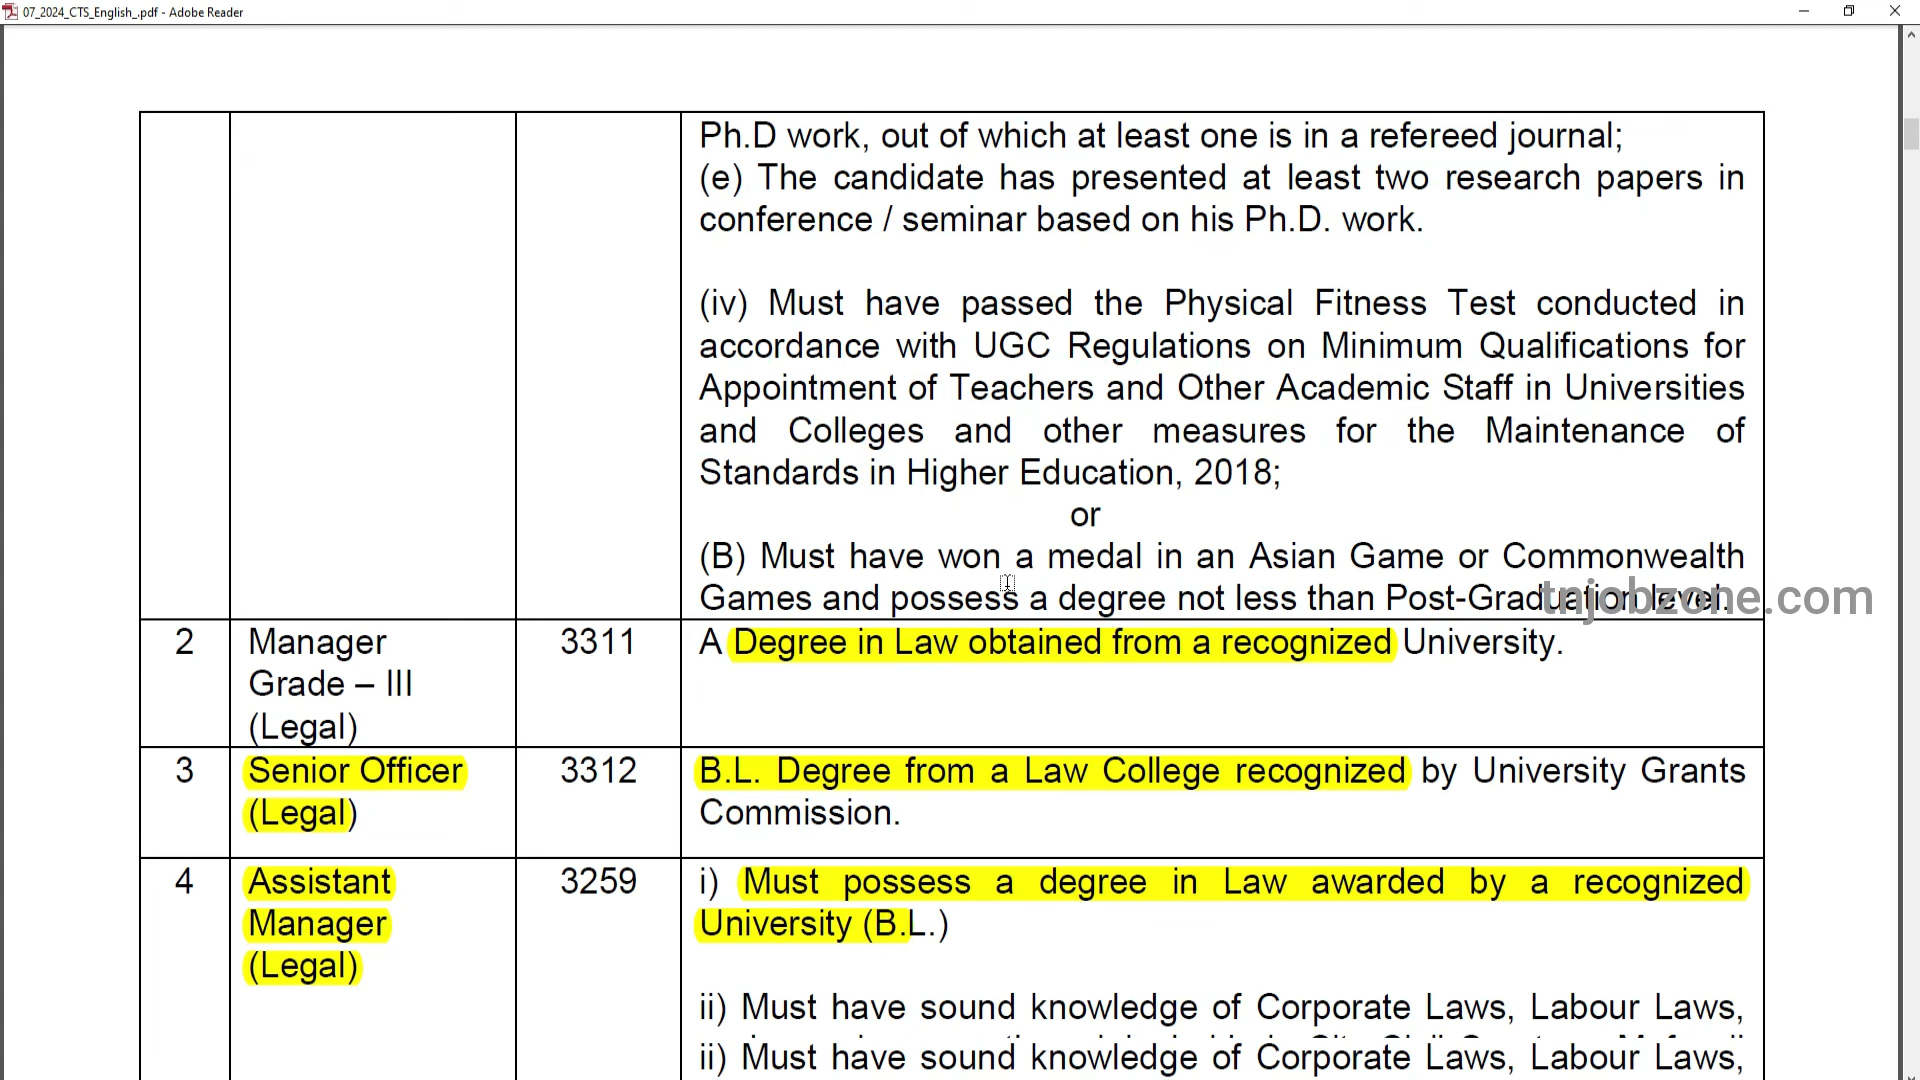 07_2024_CTS_English_.pdf - Adobe Reader
Ph.D work, out of which at least one is in a refereed journal;
(e) The candidate has presented at least two research papers in
conference / seminar based on his Ph.D. work.
(iv) Must have passed the Physical Fitness Test conducted in
accordance with UGC Regulations on Minimum Qualifications for
Appointment of Teachers and Other Academic Staff in Universities
and Colleges and other measures for the Maintenance of
Standards in Higher Education, 2018;
or
(B) Must have won a medal in an Asian Game or Commonwealth
Games and possess a degree not less than Post-Graduation level.
tnjobzone.com
2 Manager 3311 A Degree in Law obtained from a recognized University.
Grade – III
(Legal)
3 Senior Officer 3312 B.L. Degree from a Law College recognized by University Grants
(Legal) Commission.
4 Assistant 3259 i) Must possess a degree in Law awarded by a recognized
Manager University (B.L.)
(Legal)
ii) Must have sound knowledge of Corporate Laws, Labour Laws,
ii) Must have sound knowledge of Corporate Laws, Labour Laws,